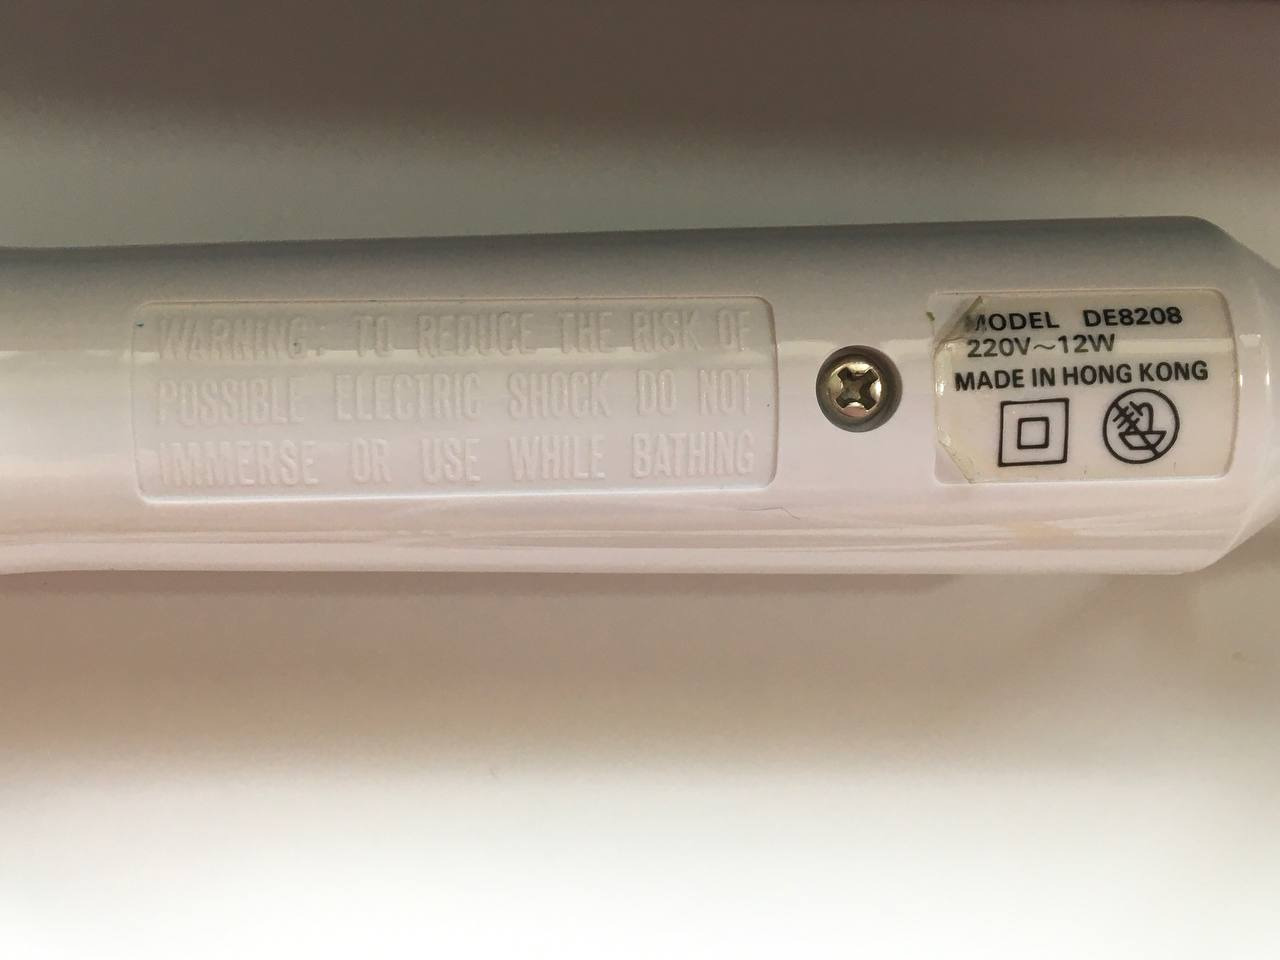 WARNING: TO REDUCE THE RISK OF
POSSIBLE ELECTRIC SHOCK DO NOT
IMMERSE OR USE WHILE BATHING
MODEL DE8208
220V~12W
MADE IN HONG KONG